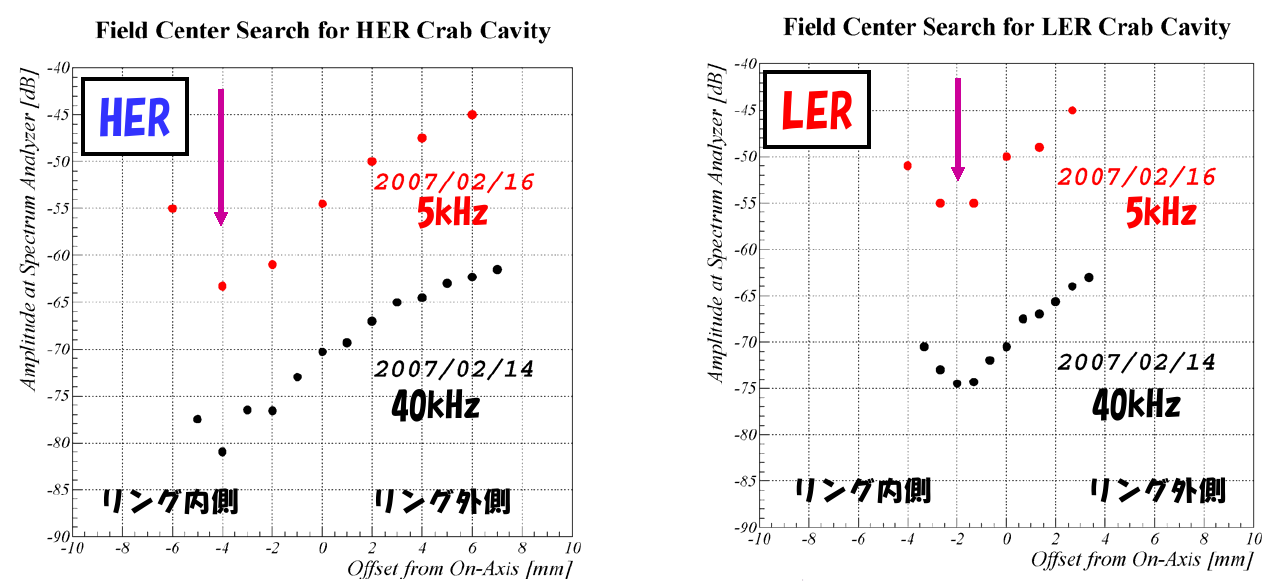 Field Center Search for HER Crab Cavity
Amplitude at Spectrum Analyzer [dB]
-40
-45
-50
-55
-60
-65
-70
-75
-80
-85
-90
HER
2007/02/16
5kHz
2007/02/14
40kHz
リング内側
リング外側
-10 -8 -6 -4 -2 0 2 4 6 8 10
Offset from On-Axis [mm]
Field Center Search for LER Crab Cavity
Amplitude at Spectrum Analyzer [dB]
-40
-45
-50
-55
-60
-65
-70
-75
-80
-85
-90
LER
2007/02/16
5kHz
2007/02/14
40kHz
リング内側
リング外側
-10 -8 -6 -4 -2 0 2 4 6 8 10
Offset from On-Axis [mm]